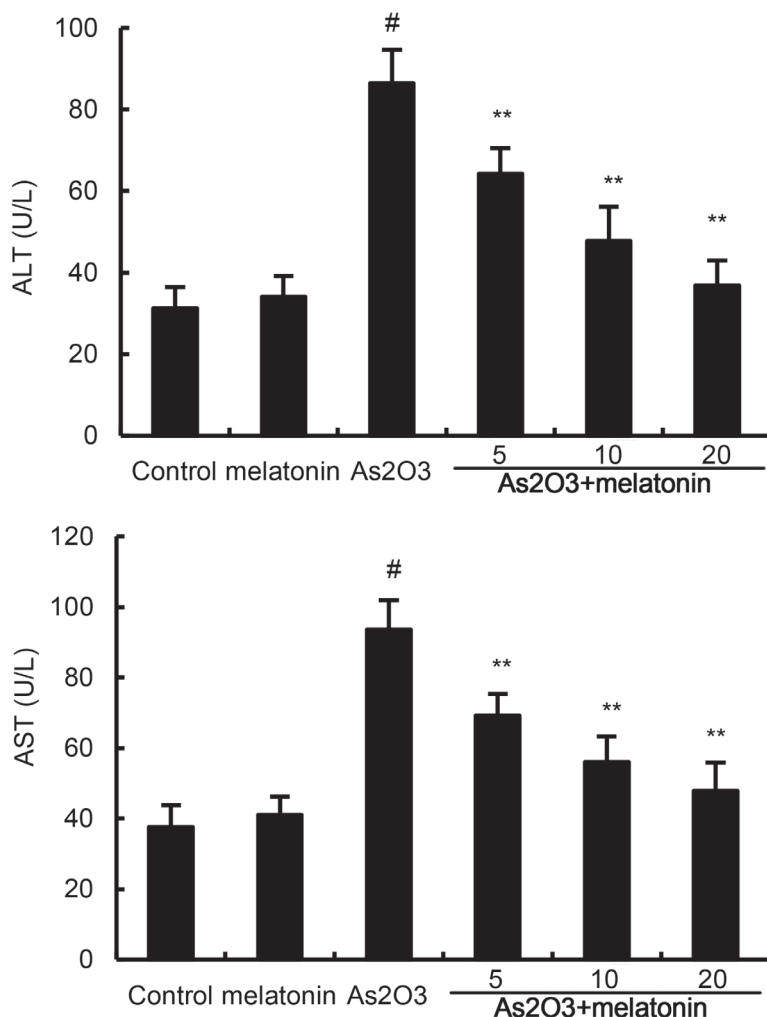 100
#
80
**
60
**
**
ALT (U/L)
40
20
0
5 10 20
Control melatonin As2O3
As2O3+melatonin
120
#
100
80
**
**
**
AST (U/L)
60
40
20
0
5 10 20
Control melatonin As2O3
As2O3+melatonin